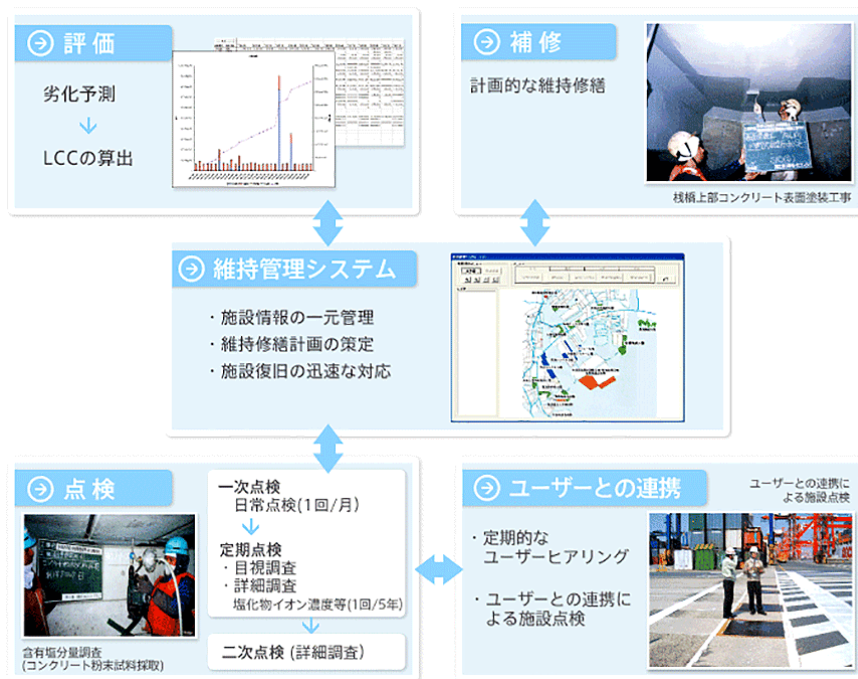 評価
劣化予測
LCCの算出
補修
計画的な維持修繕
桟橋上部コンクリート表面塗装工事
維持管理システム
・施設情報の一元管理
・維持修繕計画の策定
・施設復旧の迅速な対応
点検
含有塩分量調査
(コンクリート粉末試料採取)
一次点検
日常点検(1回/月)
定期点検
・目視調査
・詳細調査
塩化物イオン濃度等(1回/5年)
二次点検 (詳細調査)
ユーザーとの連携
・定期的な
ユーザーヒアリング
・ユーザーとの連携に
よる施設点検
ユーザーとの連携に
よる施設点検